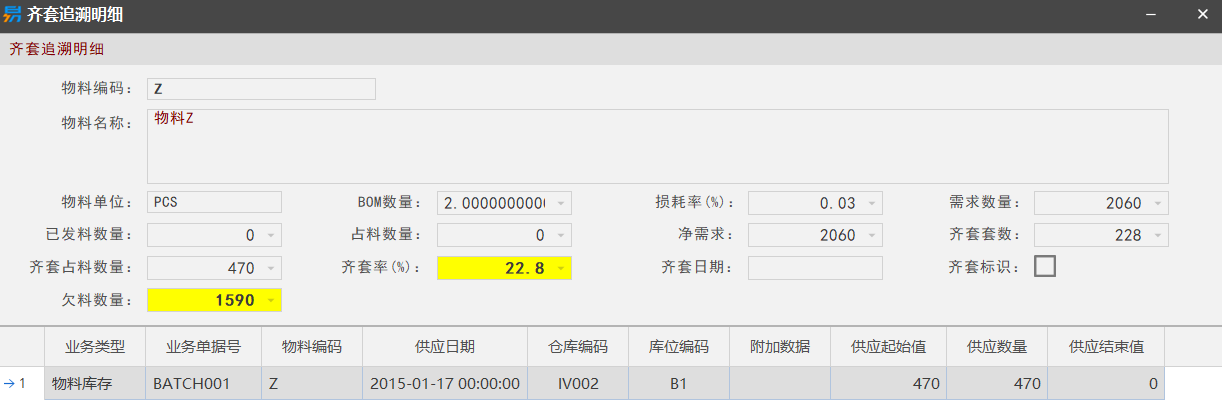 齐套追溯明细
齐套追溯明细
物料编码： Z
物料名称： 物料Z
物料单位： PCS BOM数量： 2.0000000000 损耗率(%)： 0.03 需求数量： 2060
已发料数量： 0 占料数量： 0 净需求： 2060 齐套套数： 228
齐套占料数量： 470 齐套率(%)： 22.8 齐套日期： 齐套标识：
欠料数量： 1590
业务类型 业务单据号 物料编码 供应日期 仓库编码 库位编码 附加数据 供应起始值 供应数量 供应结束值
1 物料库存 BATCH001 Z 2015-01-17 00:00:00 IV002 B1 470 470 0